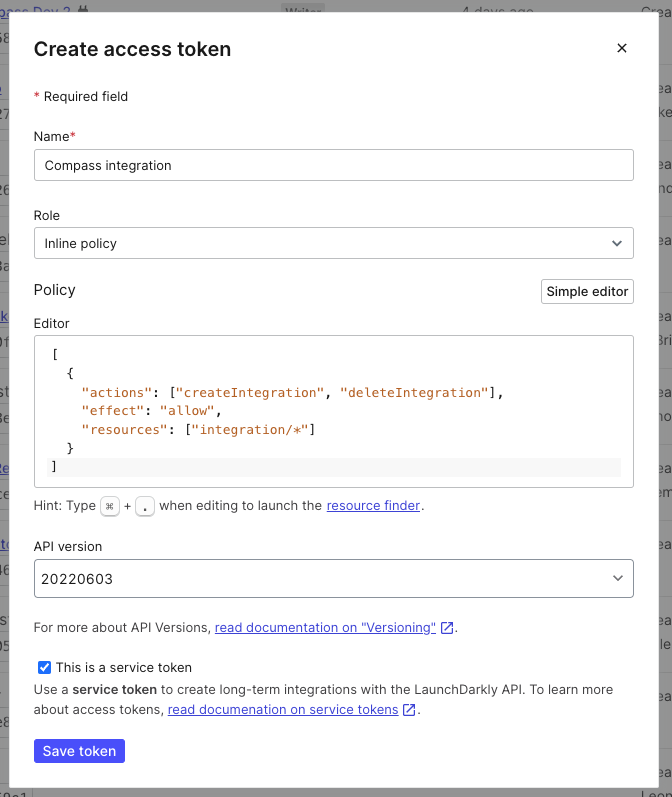 Create access token
* Required field
Name*
Compass integration
Role
Inline policy
Policy
Simple editor
Editor
[
{
"actions": ["createIntegration", "deleteIntegration"],
"effect": "allow",
"resources": ["integration/*"]
}
]
Hint: Type ⌘ + . when editing to launch the resource finder.
API version
20220603
For more about API Versions, read documentation on "Versioning".
This is a service token
Use a service token to create long-term integrations with the LaunchDarkly API. To learn more
about access tokens, read documenation on service tokens.
Save token